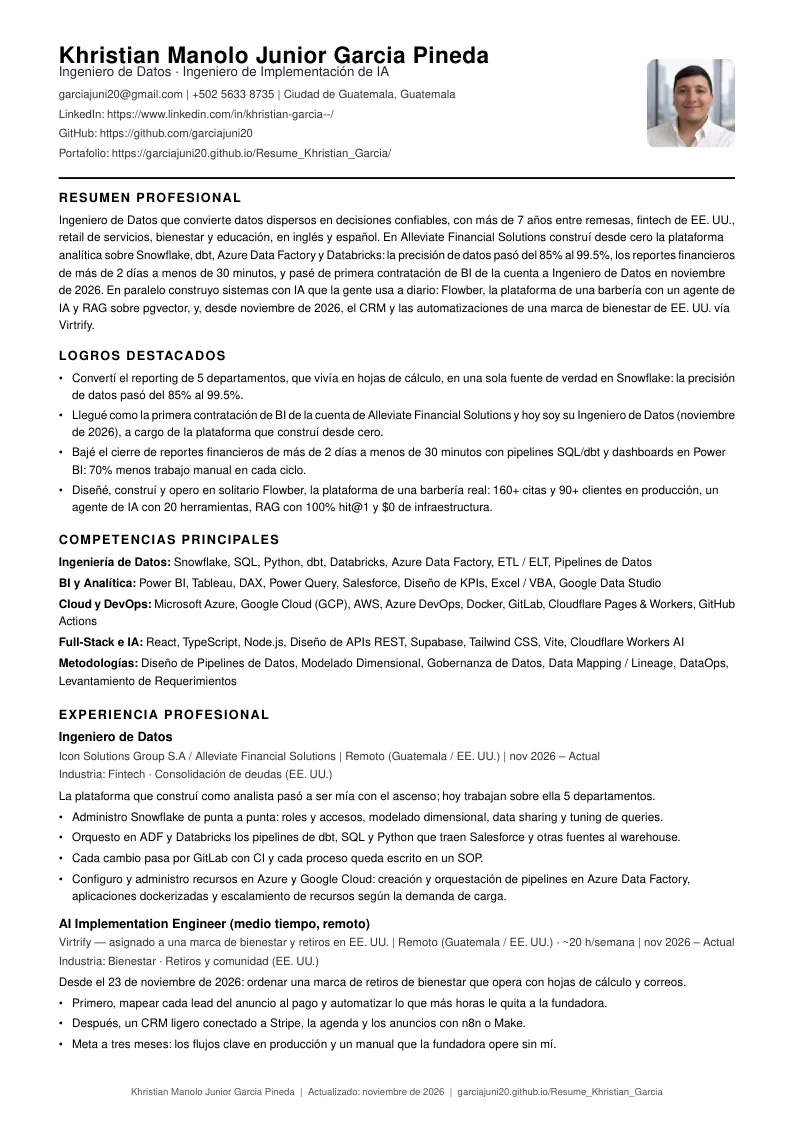 Khristian Manolo Junior Garcia Pineda
Ingeniero de Datos · Ingeniero de Implementación de IA
garciajuni20@gmail.com | +502 5633 8735 | Ciudad de Guatemala, Guatemala
LinkedIn: https://www.linkedin.com/in/khristian-garcia--/
GitHub: https://github.com/garciajuni20
Portafolio: https://garciajuni20.github.io/Resume_Khristian_Garcia/
RESUMEN PROFESIONAL
Ingeniero de Datos que convierte datos dispersos en decisiones confiables, con más de 7 años entre remesas, fintech de EE. UU.,
retail de servicios, bienestar y educación, en inglés y español. En Alleviate Financial Solutions construí desde cero la plataforma
analítica sobre Snowflake, dbt, Azure Data Factory y Databricks: la precisión de datos pasó del 85% al 99.5%, los reportes financieros
de más de 2 días a menos de 30 minutos, y pasé de primera contratación de BI de la cuenta a Ingeniero de Datos en noviembre
de 2026. En paralelo construyo sistemas con IA que la gente usa a diario: Flowber, la plataforma de una barbería con un agente de
IA y RAG sobre pgvector, y, desde noviembre de 2026, el CRM y las automatizaciones de una marca de bienestar de EE. UU. vía
Virtrify.
LOGROS DESTACADOS
• Convertí el reporting de 5 departamentos, que vivía en hojas de cálculo, en una sola fuente de verdad en Snowflake: la precisión
de datos pasó del 85% al 99.5%.
• Llegué como la primera contratación de BI de la cuenta de Alleviate Financial Solutions y hoy soy su Ingeniero de Datos (noviembre
de 2026), a cargo de la plataforma que construí desde cero.
• Bajé el cierre de reportes financieros de más de 2 días a menos de 30 minutos con pipelines SQL/dbt y dashboards en Power
BI: 70% menos trabajo manual en cada ciclo.
• Diseñé, construí y opero en solitario Flowber, la plataforma de una barbería real: 160+ citas y 90+ clientes en producción, un
agente de IA con 20 herramientas, RAG con 100% hit@1 y $0 de infraestructura.
COMPETENCIAS PRINCIPALES
Ingeniería de Datos: Snowflake, SQL, Python, dbt, Databricks, Azure Data Factory, ETL / ELT, Pipelines de Datos
BI y Analítica: Power BI, Tableau, DAX, Power Query, Salesforce, Diseño de KPIs, Excel / VBA, Google Data Studio
Cloud y DevOps: Microsoft Azure, Google Cloud (GCP), AWS, Azure DevOps, Docker, GitLab, Cloudflare Pages & Workers, GitHub
Actions
Full-Stack e IA: React, TypeScript, Node.js, Diseño de APIs REST, Supabase, Tailwind CSS, Vite, Cloudflare Workers AI
Metodologías: Diseño de Pipelines de Datos, Modelado Dimensional, Gobernanza de Datos, Data Mapping / Lineage, DataOps,
Levantamiento de Requerimientos
EXPERIENCIA PROFESIONAL
Ingeniero de Datos
Icon Solutions Group S.A / Alleviate Financial Solutions | Remoto (Guatemala / EE. UU.) | nov 2026 – Actual
Industria: Fintech · Consolidación de deudas (EE. UU.)
La plataforma que construí como analista pasó a ser mía con el ascenso; hoy trabajan sobre ella 5 departamentos.
• Administro Snowflake de punta a punta: roles y accesos, modelado dimensional, data sharing y tuning de queries.
• Orquesto en ADF y Databricks los pipelines de dbt, SQL y Python que traen Salesforce y otras fuentes al warehouse.
• Cada cambio pasa por GitLab con CI y cada proceso queda escrito en un SOP.
• Configuro y administro recursos en Azure y Google Cloud: creación y orquestación de pipelines en Azure Data Factory,
aplicaciones dockerizadas y escalamiento de recursos según la demanda de carga.
AI Implementation Engineer (medio tiempo, remoto)
Virtrify — asignado a una marca de bienestar y retiros en EE. UU. | Remoto (Guatemala / EE. UU.) · ~20 h/semana | nov 2026 – Actual
Industria: Bienestar · Retiros y comunidad (EE. UU.)
Desde el 23 de noviembre de 2026: ordenar una marca de retiros de bienestar que opera con hojas de cálculo y correos.
• Primero, mapear cada lead del anuncio al pago y automatizar lo que más horas le quita a la fundadora.
• Después, un CRM ligero conectado a Stripe, la agenda y los anuncios con n8n o Make.
• Meta a tres meses: los flujos clave en producción y un manual que la fundadora opere sin mí.
Khristian Manolo Junior Garcia Pineda | Actualizado: noviembre de 2026 | garciajuni20.github.io/Resume_Khristian_Garcia